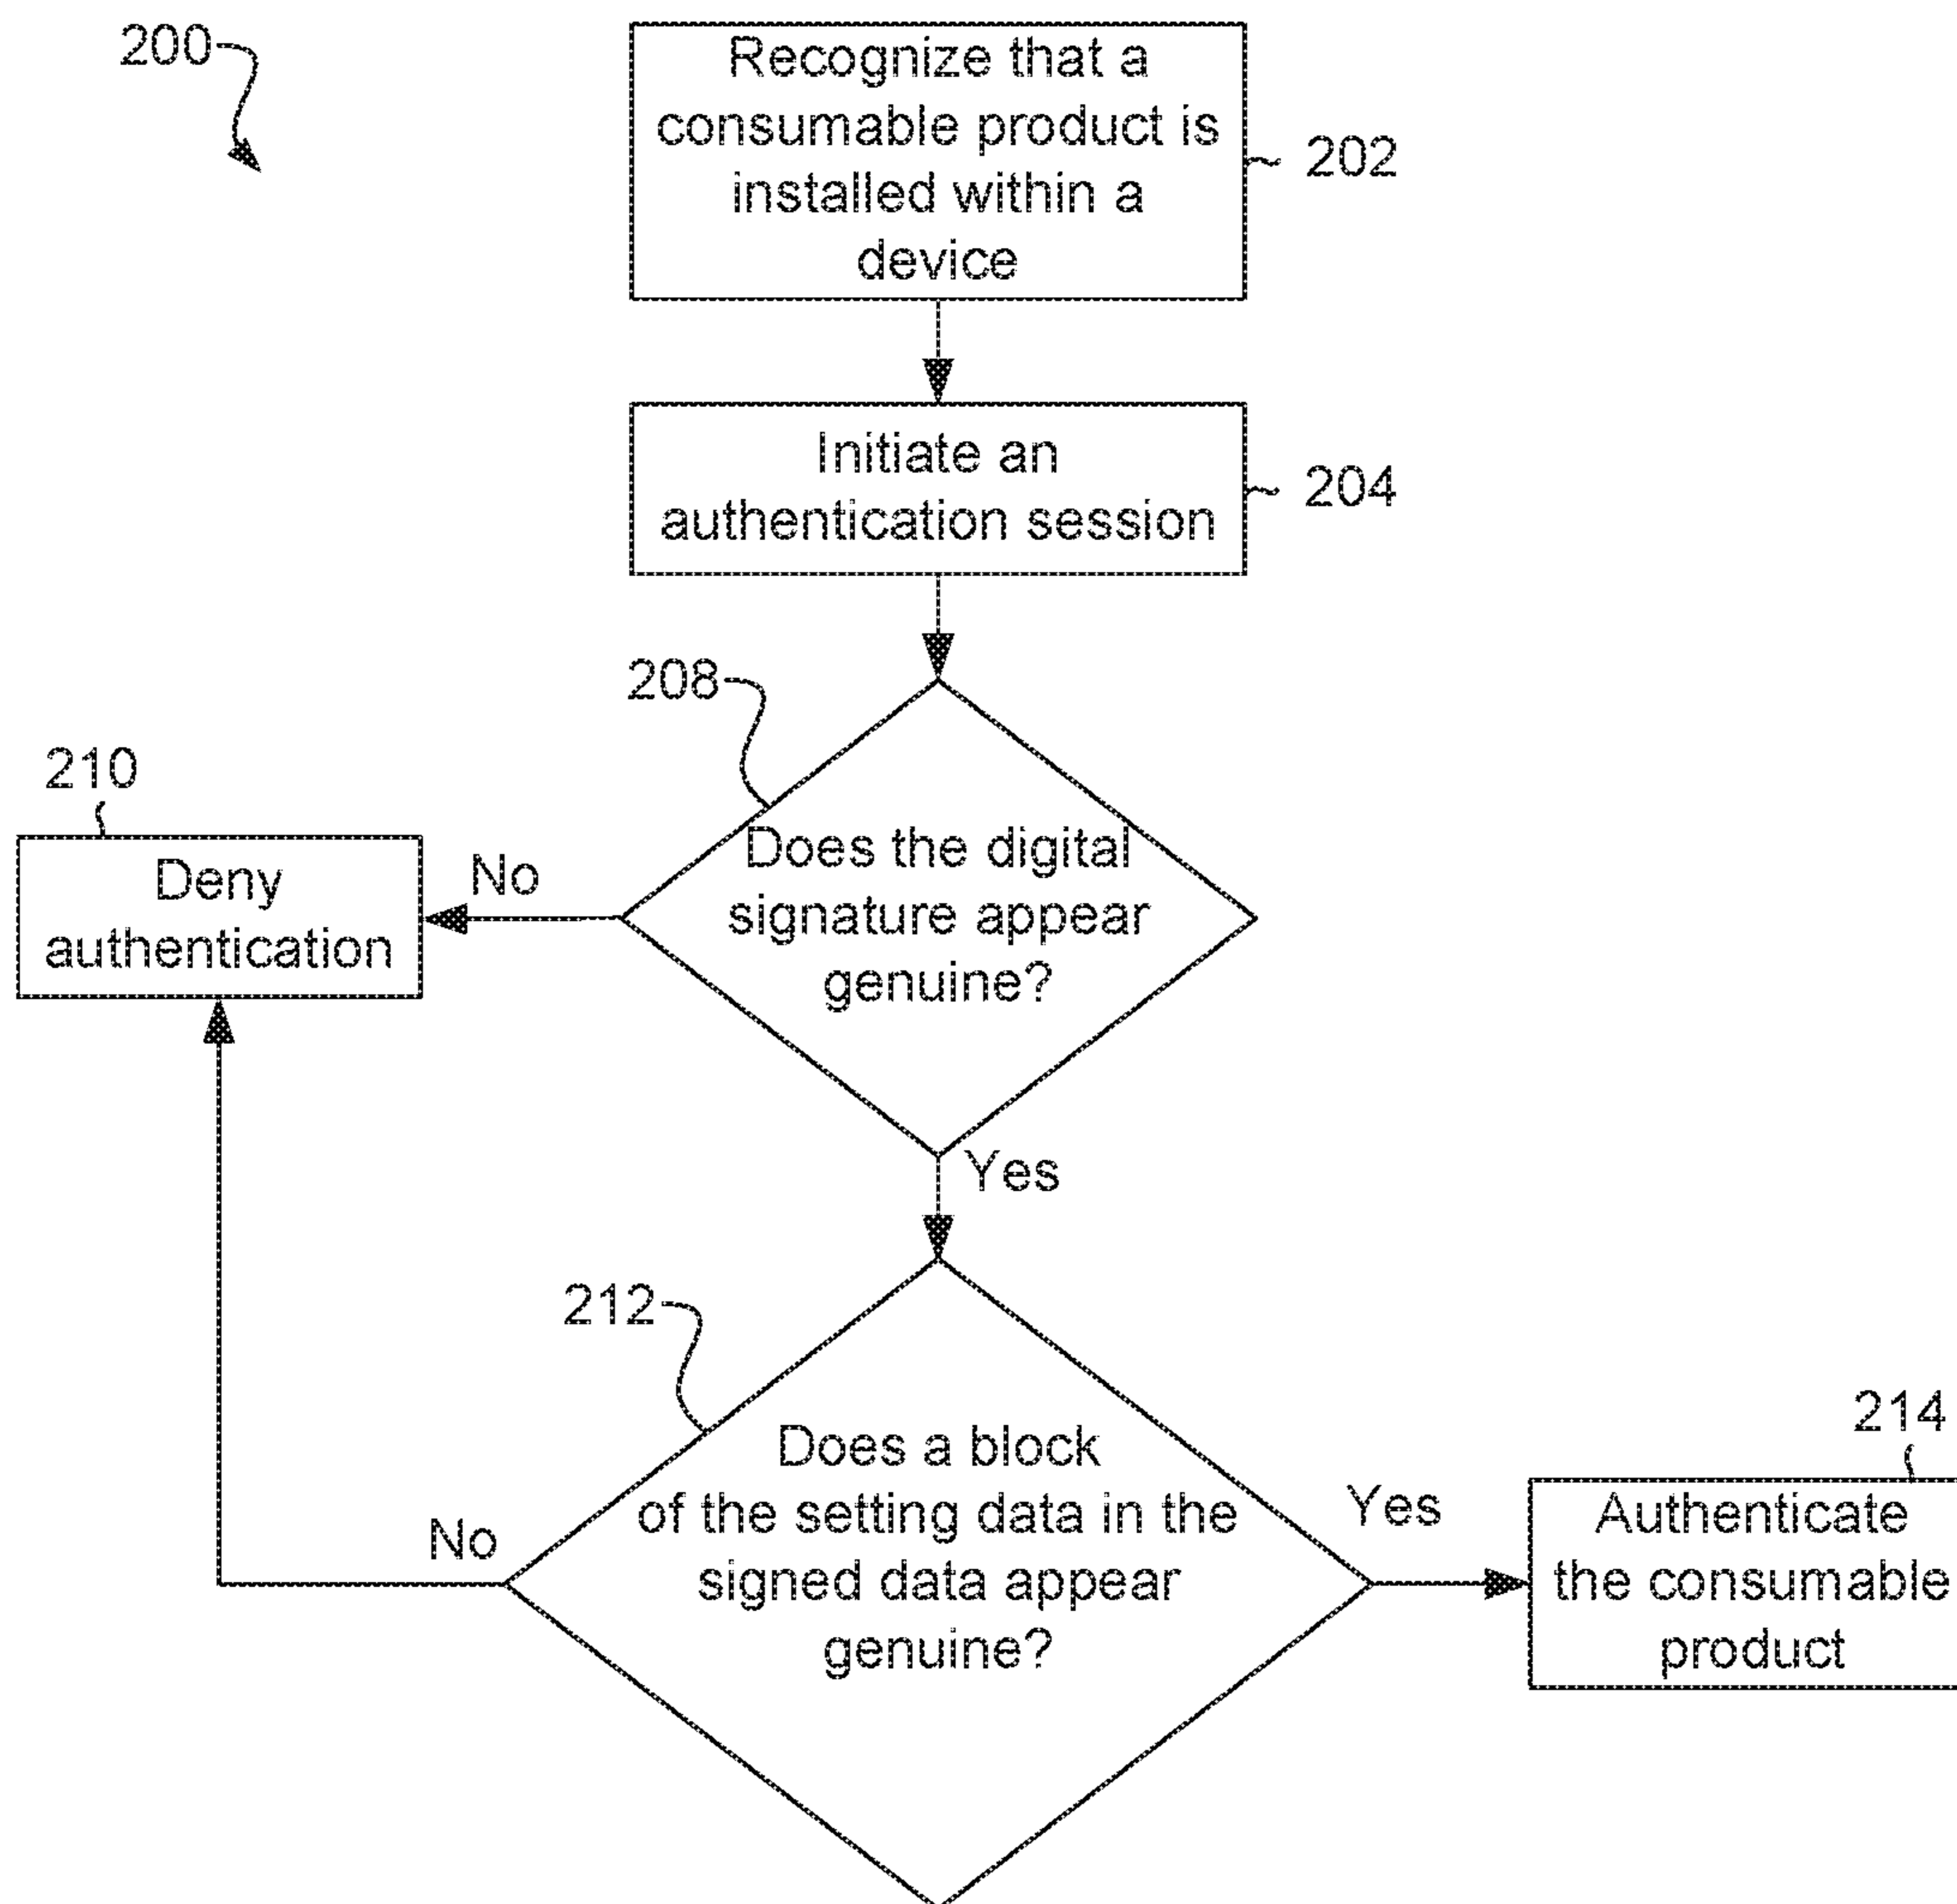 200
Recognize that a
consumable product is
installed within a
device
202
Initiate an
authentication session
204
208
Does the digital
signature appear
genuine?
210
Deny
authentication
No
Yes
212
Does a block
of the setting data in the
signed data appear
genuine?
No
Yes
214
Authenticate
the consumable
product